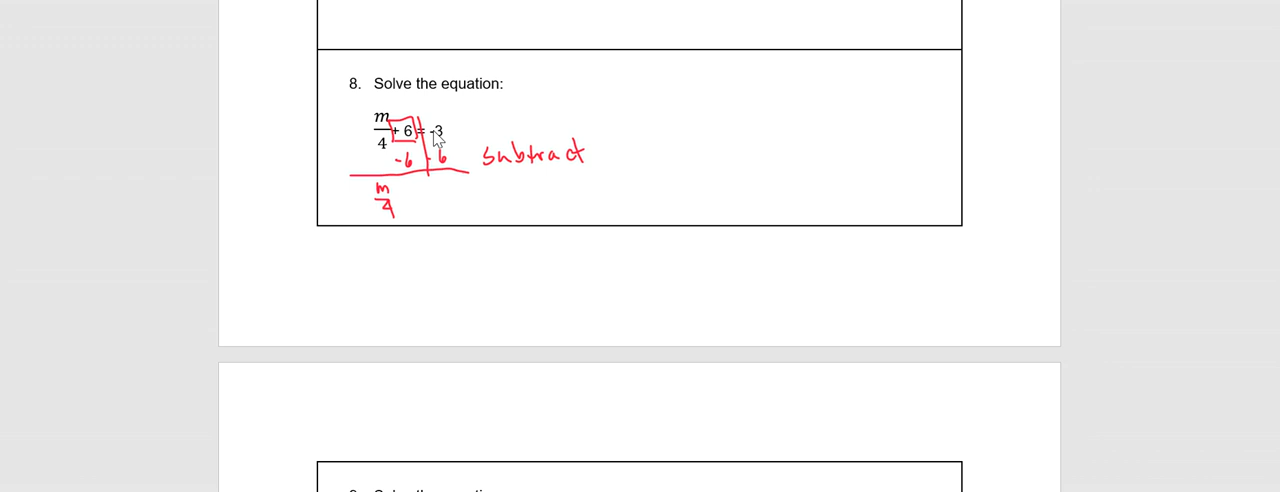 8. Solve the equation:
m/4 + 6 = -3
-6 -6 subtract
m/4